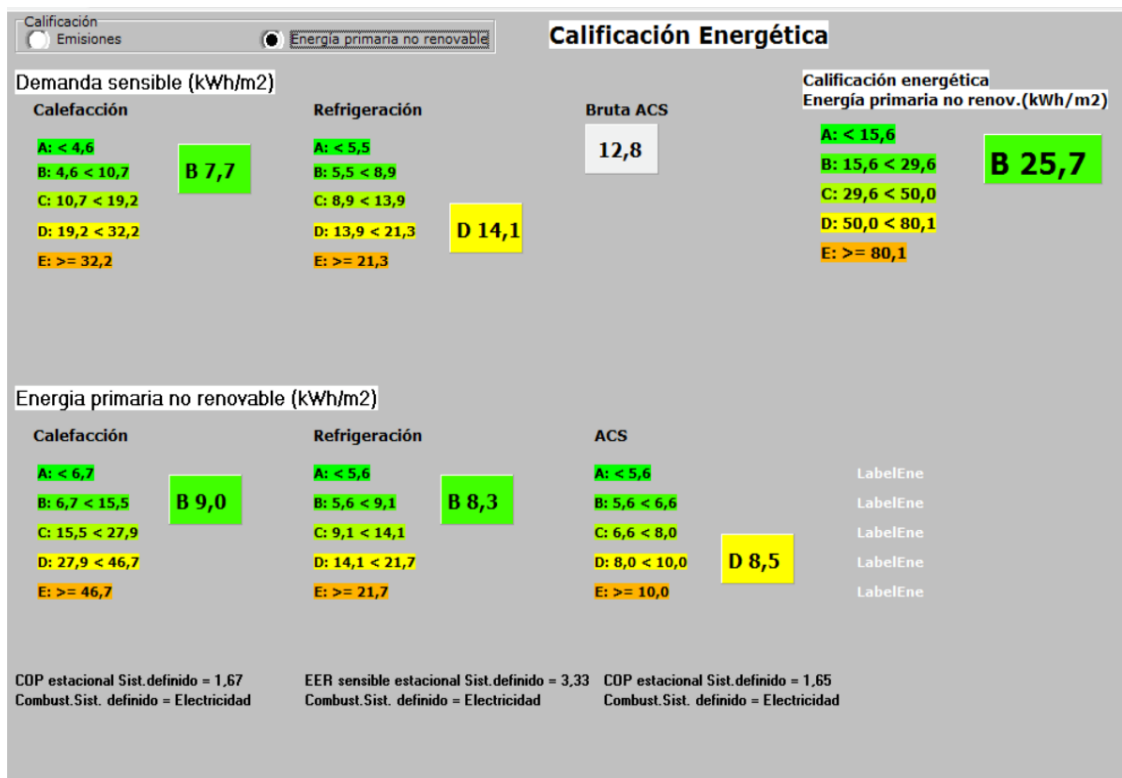 Calificación
Emisiones
Energía primaria no renovable
Calificación Energética
Demanda sensible (kWh/m2)
Calefacción
A: < 4,6
B: 4,6 < 10,7
C: 10,7 < 19,2
D: 19,2 < 32,2
E: >= 32,2
B 7,7
Refrigeración
A: < 5,5
B: 5,5 < 8,9
C: 8,9 < 13,9
D: 13,9 < 21,3
E: >= 21,3
D 14,1
Bruta ACS
12,8
Calificación energética
Energía primaria no renov.(kWh/m2)
A: < 15,6
B: 15,6 < 29,6
C: 29,6 < 50,0
D: 50,0 < 80,1
E: >= 80,1
B 25,7
Energia primaria no renovable (kWh/m2)
Calefacción
A: < 6,7
B: 6,7 < 15,5
C: 15,5 < 27,9
D: 27,9 < 46,7
E: >= 46,7
B 9,0
Refrigeración
A: < 5,6
B: 5,6 < 9,1
C: 9,1 < 14,1
D: 14,1 < 21,7
E: >= 21,7
B 8,3
ACS
A: < 5,6
B: 5,6 < 6,6
C: 6,6 < 8,0
D: 8,0 < 10,0
E: >= 10,0
D 8,5
LabelEne
LabelEne
LabelEne
LabelEne
LabelEne
COP estacional Sist.definido = 1,67
Combust.Sist. definido = Electricidad
EER sensible estacional Sist.definido = 3,33
Combust.Sist. definido = Electricidad
COP estacional Sist.definido = 1,65
Combust.Sist. definido = Electricidad